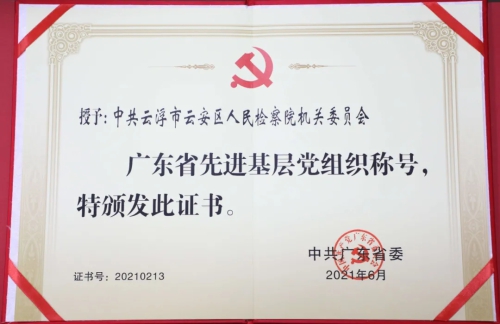 授予：中共云浮市云安区人民检察院机关委员会
广东省先进基层党组织称号，
特颁发此证书。
中共广东省委
证书号：20210213
2021年6月